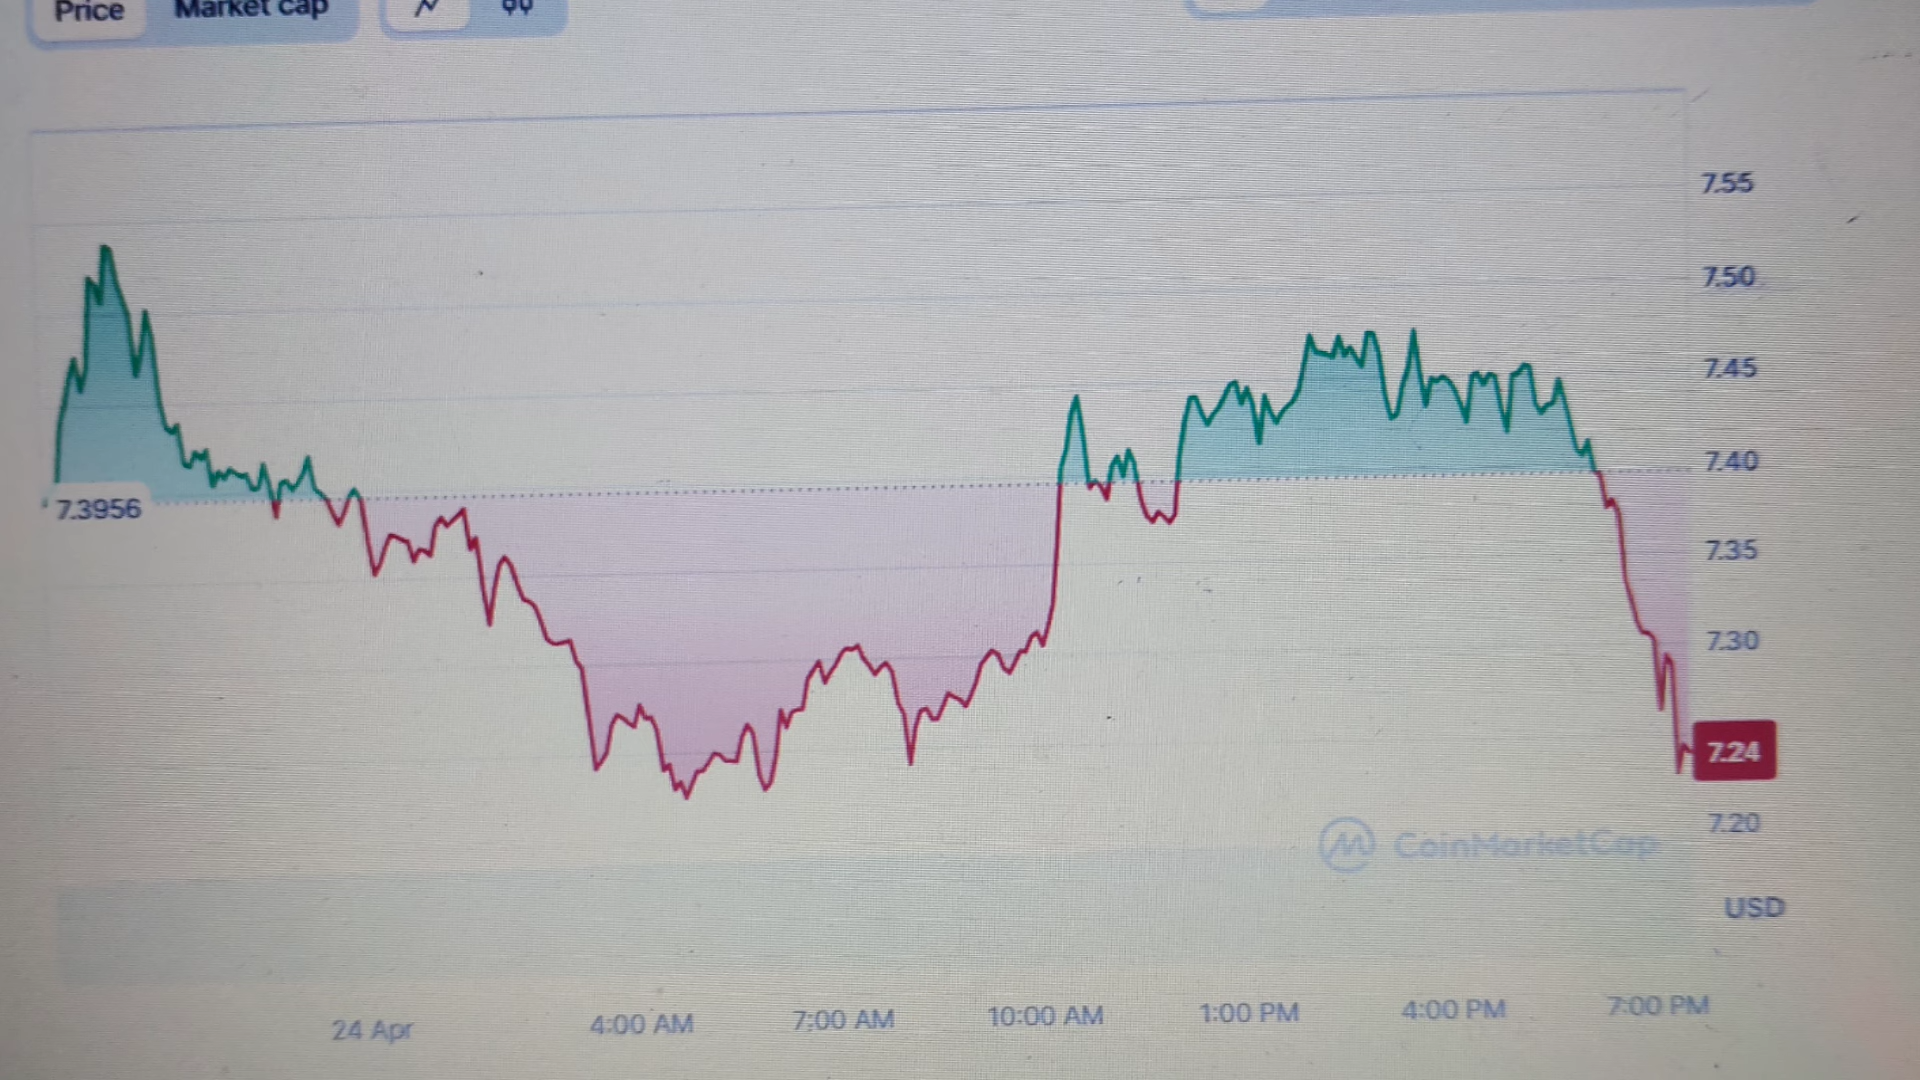 Price Market cap
7.55
7.50
7.45
7.40
7.3956
7.35
7.30
7.24
7.20
CoinMarketCap
USD
24 Apr 4:00 AM 7:00 AM 10:00 AM 1:00 PM 4:00 PM 7:00 PM